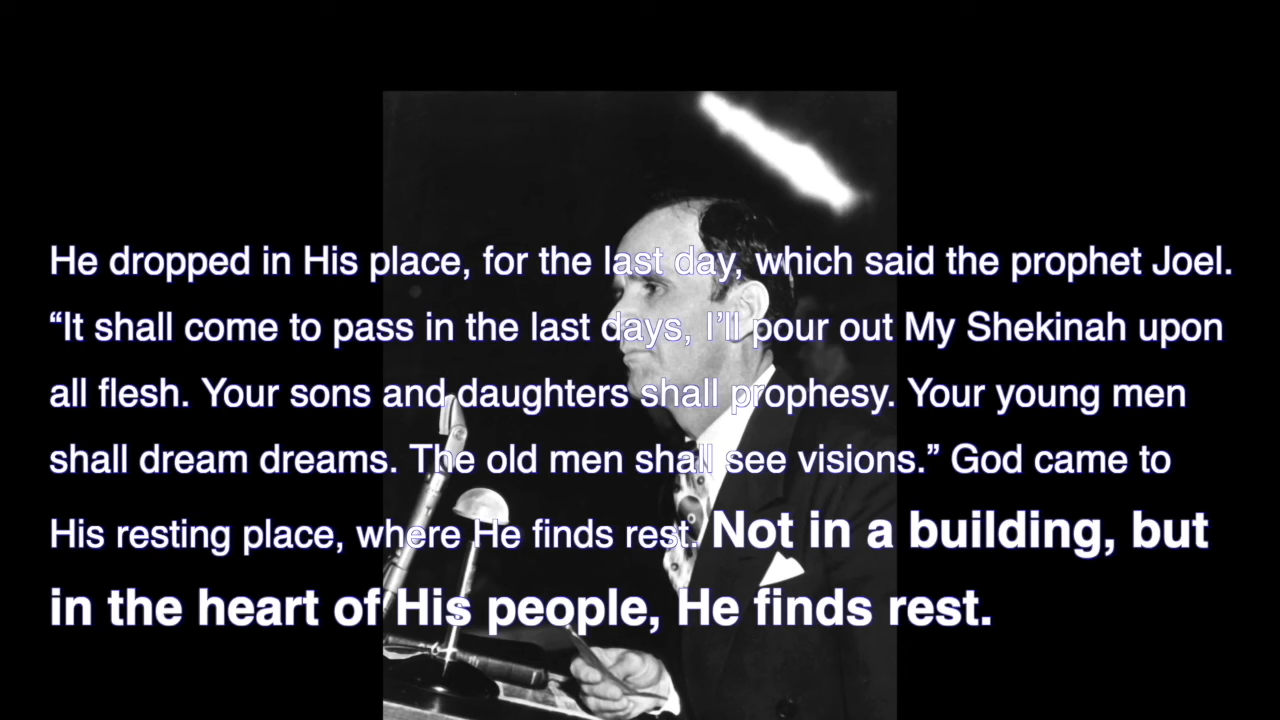 He dropped in His place, for the last day, which said the prophet Joel.
“It shall come to pass in the last days, I’ll pour out My Shekinah upon
all flesh. Your sons and daughters shall prophesy. Your young men
shall dream dreams. The old men shall see visions.” God came to
His resting place, where He finds rest. Not in a building, but
in the heart of His people, He finds rest.